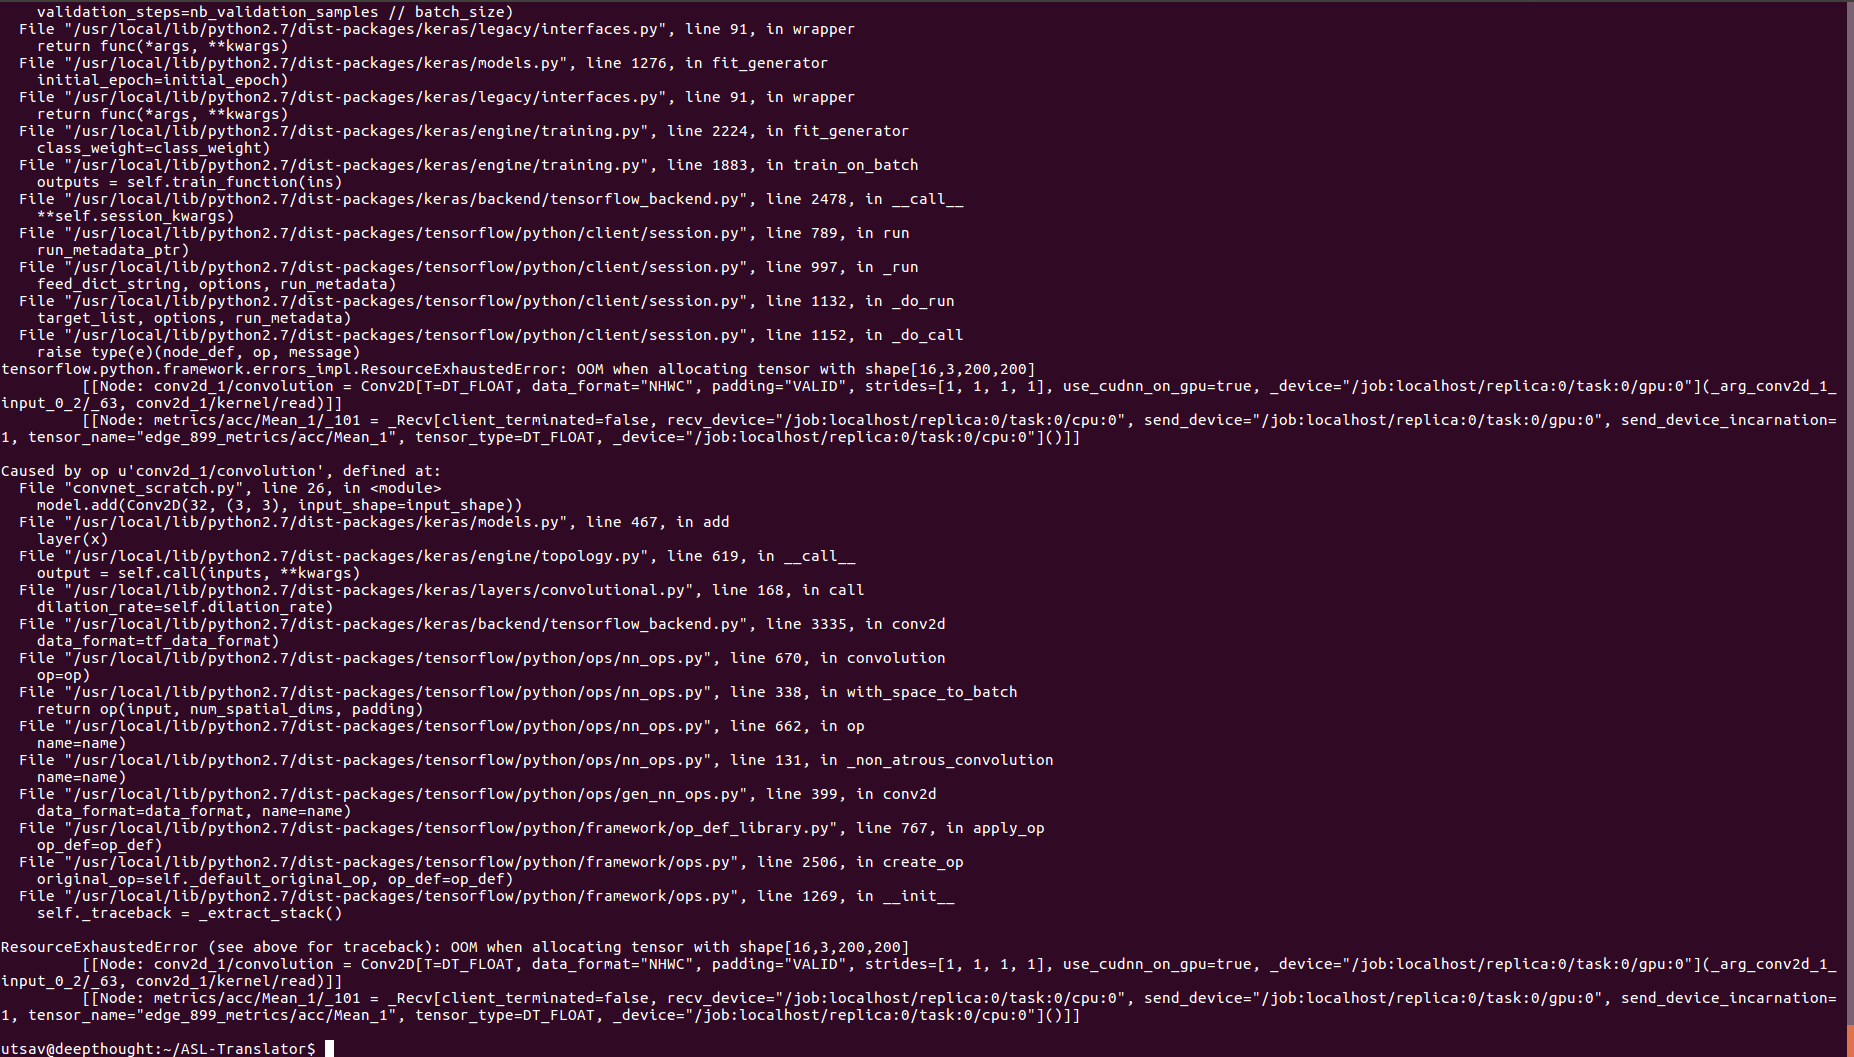 validation_steps=nb_validation_samples // batch_size)
  File "/usr/local/lib/python2.7/dist-packages/keras/legacy/interfaces.py", line 91, in wrapper
    return func(*args, **kwargs)
  File "/usr/local/lib/python2.7/dist-packages/keras/models.py", line 1276, in fit_generator
    initial_epoch=initial_epoch)
  File "/usr/local/lib/python2.7/dist-packages/keras/legacy/interfaces.py", line 91, in wrapper
    return func(*args, **kwargs)
  File "/usr/local/lib/python2.7/dist-packages/keras/engine/training.py", line 2224, in fit_generator
    class_weight=class_weight)
  File "/usr/local/lib/python2.7/dist-packages/keras/engine/training.py", line 1883, in train_on_batch
    outputs = self.train_function(ins)
  File "/usr/local/lib/python2.7/dist-packages/keras/backend/tensorflow_backend.py", line 2478, in __call__
    **self.session_kwargs)
  File "/usr/local/lib/python2.7/dist-packages/tensorflow/python/client/session.py", line 789, in run
    run_metadata_ptr)
  File "/usr/local/lib/python2.7/dist-packages/tensorflow/python/client/session.py", line 997, in _run
    feed_dict_string, options, run_metadata)
  File "/usr/local/lib/python2.7/dist-packages/tensorflow/python/client/session.py", line 1132, in _do_run
    target_list, options, run_metadata)
  File "/usr/local/lib/python2.7/dist-packages/tensorflow/python/client/session.py", line 1152, in _do_call
    raise type(e)(node_def, op, message)
tensorflow.python.framework.errors_impl.ResourceExhaustedError: OOM when allocating tensor with shape[16,3,200,200]
         [[Node: conv2d_1/convolution = Conv2D[T=DT_FLOAT, data_format="NHWC", padding="VALID", strides=[1, 1, 1, 1], use_cudnn_on_gpu=true, _device="/job:localhost/replica:0/task:0/gpu:0"](_arg_conv2d_1_
input_0_2/_63, conv2d_1/kernel/read)]]
         [[Node: metrics/acc/Mean_1/_101 = _Recv[client_terminated=false, recv_device="/job:localhost/replica:0/task:0/cpu:0", send_device="/job:localhost/replica:0/task:0/gpu:0", send_device_incarnation=
1, tensor_name="edge_899_metrics/acc/Mean_1", tensor_type=DT_FLOAT, _device="/job:localhost/replica:0/task:0/cpu:0"]()]]

Caused by op u'conv2d_1/convolution', defined at:
  File "convnet_scratch.py", line 26, in <module>
    model.add(Conv2D(32, (3, 3), input_shape=input_shape))
  File "/usr/local/lib/python2.7/dist-packages/keras/models.py", line 467, in add
    layer(x)
  File "/usr/local/lib/python2.7/dist-packages/keras/engine/topology.py", line 619, in __call__
    output = self.call(inputs, **kwargs)
  File "/usr/local/lib/python2.7/dist-packages/keras/layers/convolutional.py", line 168, in call
    dilation_rate=self.dilation_rate)
  File "/usr/local/lib/python2.7/dist-packages/keras/backend/tensorflow_backend.py", line 3335, in conv2d
    data_format=tf_data_format)
  File "/usr/local/lib/python2.7/dist-packages/tensorflow/python/ops/nn_ops.py", line 670, in convolution
    op=op)
  File "/usr/local/lib/python2.7/dist-packages/tensorflow/python/ops/nn_ops.py", line 338, in with_space_to_batch
    return op(input, num_spatial_dims, padding)
  File "/usr/local/lib/python2.7/dist-packages/tensorflow/python/ops/nn_ops.py", line 662, in op
    name=name)
  File "/usr/local/lib/python2.7/dist-packages/tensorflow/python/ops/nn_ops.py", line 131, in _non_atrous_convolution
    name=name)
  File "/usr/local/lib/python2.7/dist-packages/tensorflow/python/ops/gen_nn_ops.py", line 399, in conv2d
    data_format=data_format, name=name)
  File "/usr/local/lib/python2.7/dist-packages/tensorflow/python/framework/op_def_library.py", line 767, in apply_op
    op_def=op_def)
  File "/usr/local/lib/python2.7/dist-packages/tensorflow/python/framework/ops.py", line 2506, in create_op
    original_op=self._default_original_op, op_def=op_def)
  File "/usr/local/lib/python2.7/dist-packages/tensorflow/python/framework/ops.py", line 1269, in __init__
    self._traceback = _extract_stack()

ResourceExhaustedError (see above for traceback): OOM when allocating tensor with shape[16,3,200,200]
         [[Node: conv2d_1/convolution = Conv2D[T=DT_FLOAT, data_format="NHWC", padding="VALID", strides=[1, 1, 1, 1], use_cudnn_on_gpu=true, _device="/job:localhost/replica:0/task:0/gpu:0"](_arg_conv2d_1_
input_0_2/_63, conv2d_1/kernel/read)]]
         [[Node: metrics/acc/Mean_1/_101 = _Recv[client_terminated=false, recv_device="/job:localhost/replica:0/task:0/cpu:0", send_device="/job:localhost/replica:0/task:0/gpu:0", send_device_incarnation=
1, tensor_name="edge_899_metrics/acc/Mean_1", tensor_type=DT_FLOAT, _device="/job:localhost/replica:0/task:0/cpu:0"]()]]

utsav@deepthought:~/ASL-Translator$